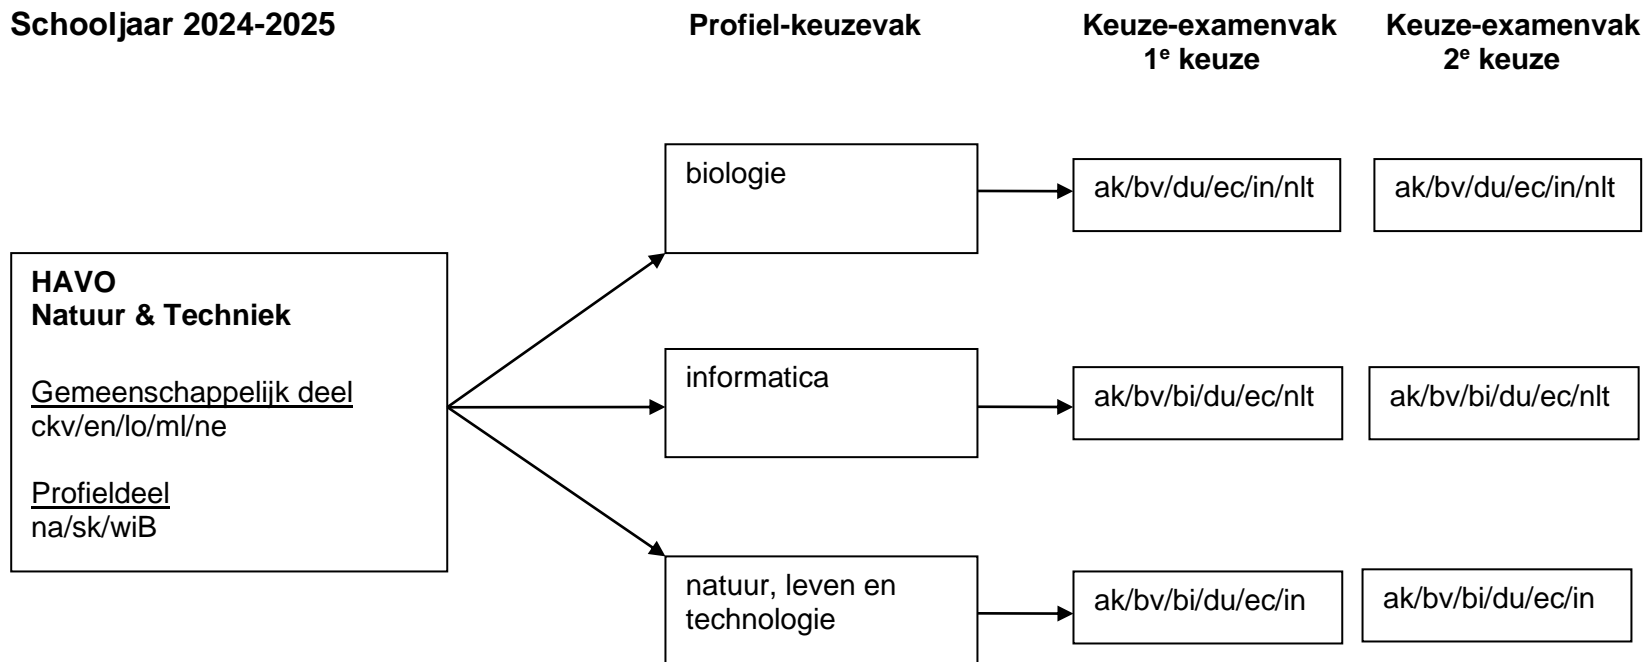 Schooljaar 2024-2025
Profiel-keuzevak
Keuze-examenvak
1e keuze
Keuze-examenvak
2e keuze
HAVO
Natuur & Techniek
Gemeenschappelijk deel
ckv/en/lo/ml/ne
Profieldeel
na/sk/wiB
biologie
ak/bv/du/ec/in/nlt
ak/bv/du/ec/in/nlt
informatica
ak/bv/bi/du/ec/nlt
ak/bv/bi/du/ec/nlt
natuur, leven en
technologie
ak/bv/bi/du/ec/in
ak/bv/bi/du/ec/in